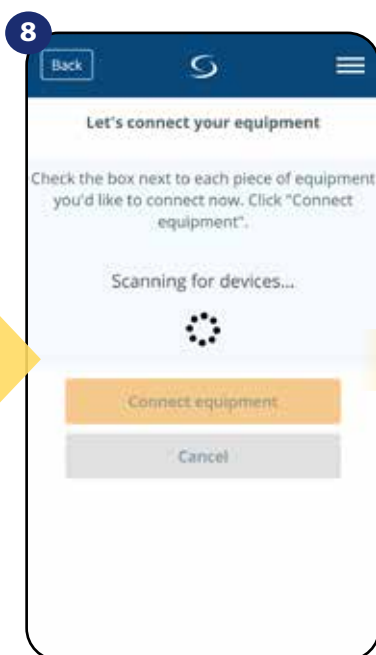 8
Back
Let's connect your equipment
Check the box next to each piece of equipment
you'd like to connect now. Click "Connect
equipment".
Scanning for devices...
Connect equipment
Cancel